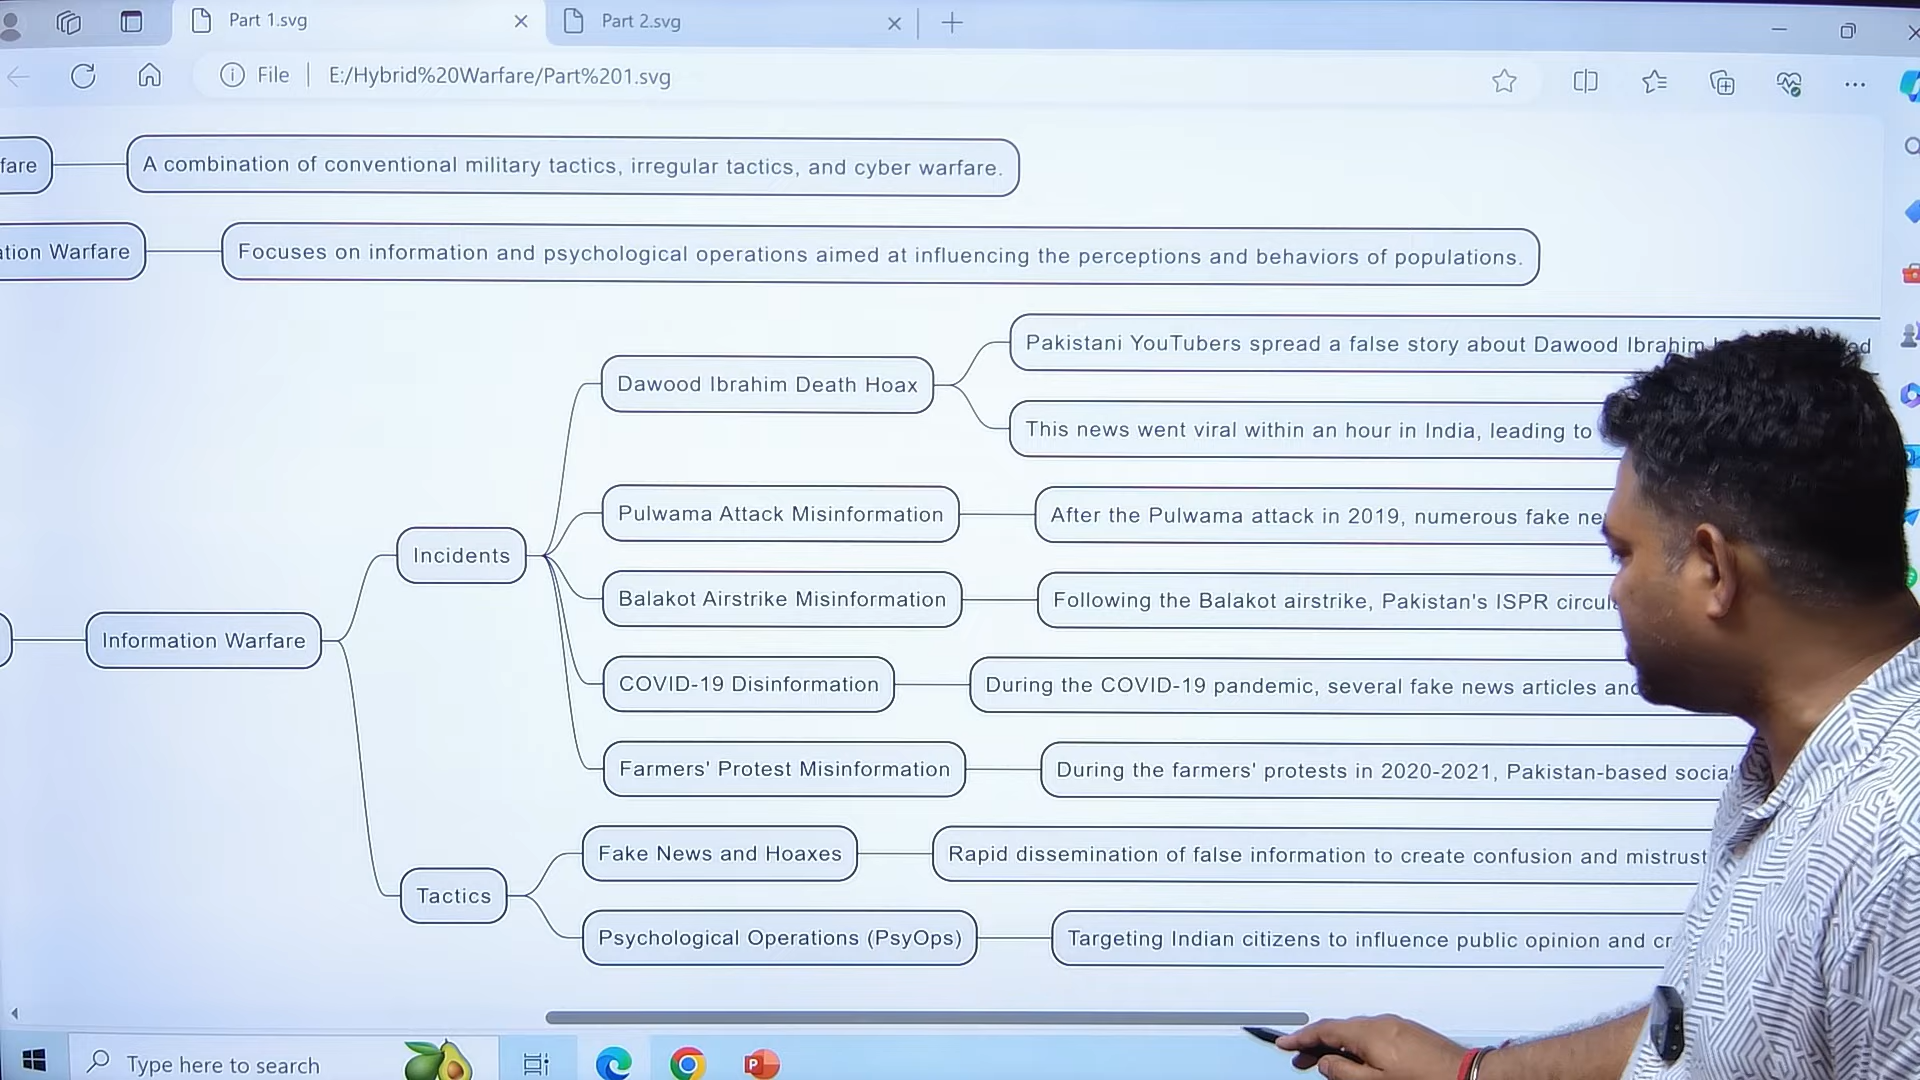 Part 1.svg
Part 2.svg
File
E:/Hybrid%20Warfare/Part%201.svg
fare
A combination of conventional military tactics, irregular tactics, and cyber warfare.
ation Warfare
Focuses on information and psychological operations aimed at influencing the perceptions and behaviors of populations.
Pakistani YouTubers spread a false story about Dawood Ibrahim
Dawood Ibrahim Death Hoax
This news went viral within an hour in India, leading to
Pulwama Attack Misinformation
After the Pulwama attack in 2019, numerous fake ne
Incidents
Balakot Airstrike Misinformation
Following the Balakot airstrike, Pakistan's ISPR circul
Information Warfare
COVID-19 Disinformation
During the COVID-19 pandemic, several fake news articles and
Farmers' Protest Misinformation
During the farmers' protests in 2020-2021, Pakistan-based social
Fake News and Hoaxes
Rapid dissemination of false information to create confusion and mistrust
Tactics
Psychological Operations (PsyOps)
Targeting Indian citizens to influence public opinion and cr
Type here to search